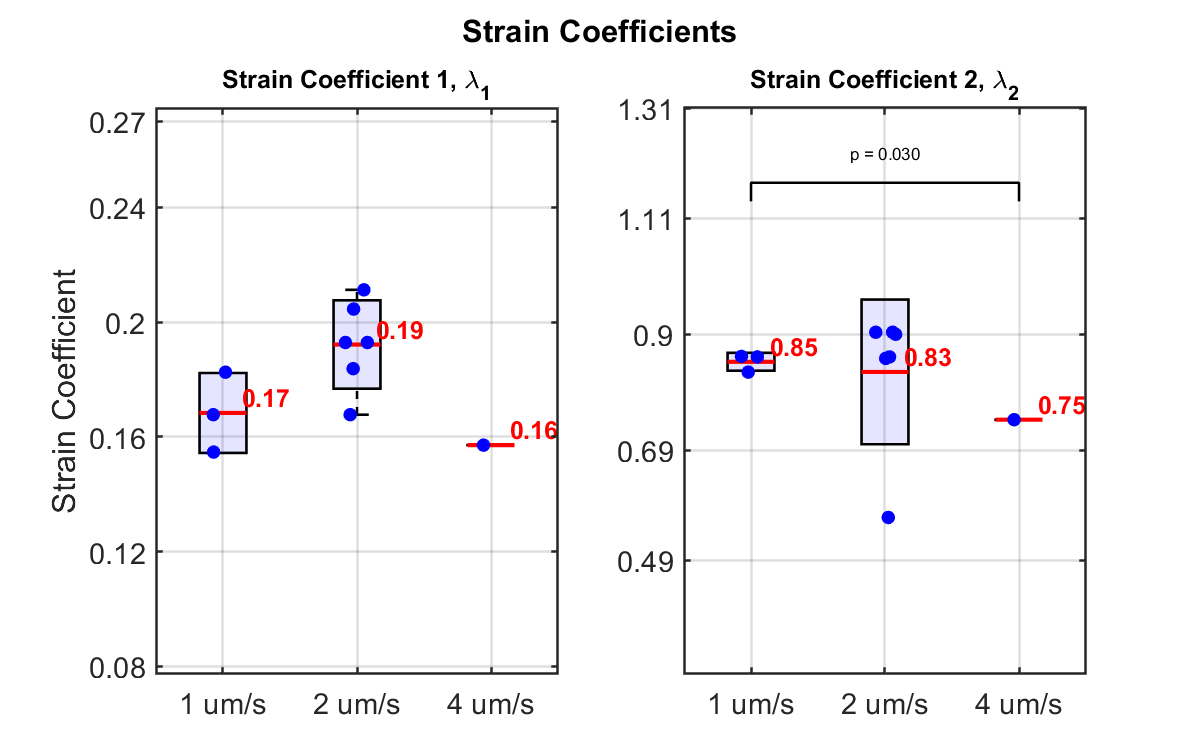 Strain Coefficients
Strain Coefficient 1, λ1
Strain Coefficient
0.27
0.24
0.2
0.16
0.12
0.08
0.17
0.19
0.16
1 um/s
2 um/s
4 um/s
Strain Coefficient 2, λ2
1.31
1.11
0.9
0.69
0.49
p = 0.030
0.85
0.83
0.75
1 um/s
2 um/s
4 um/s